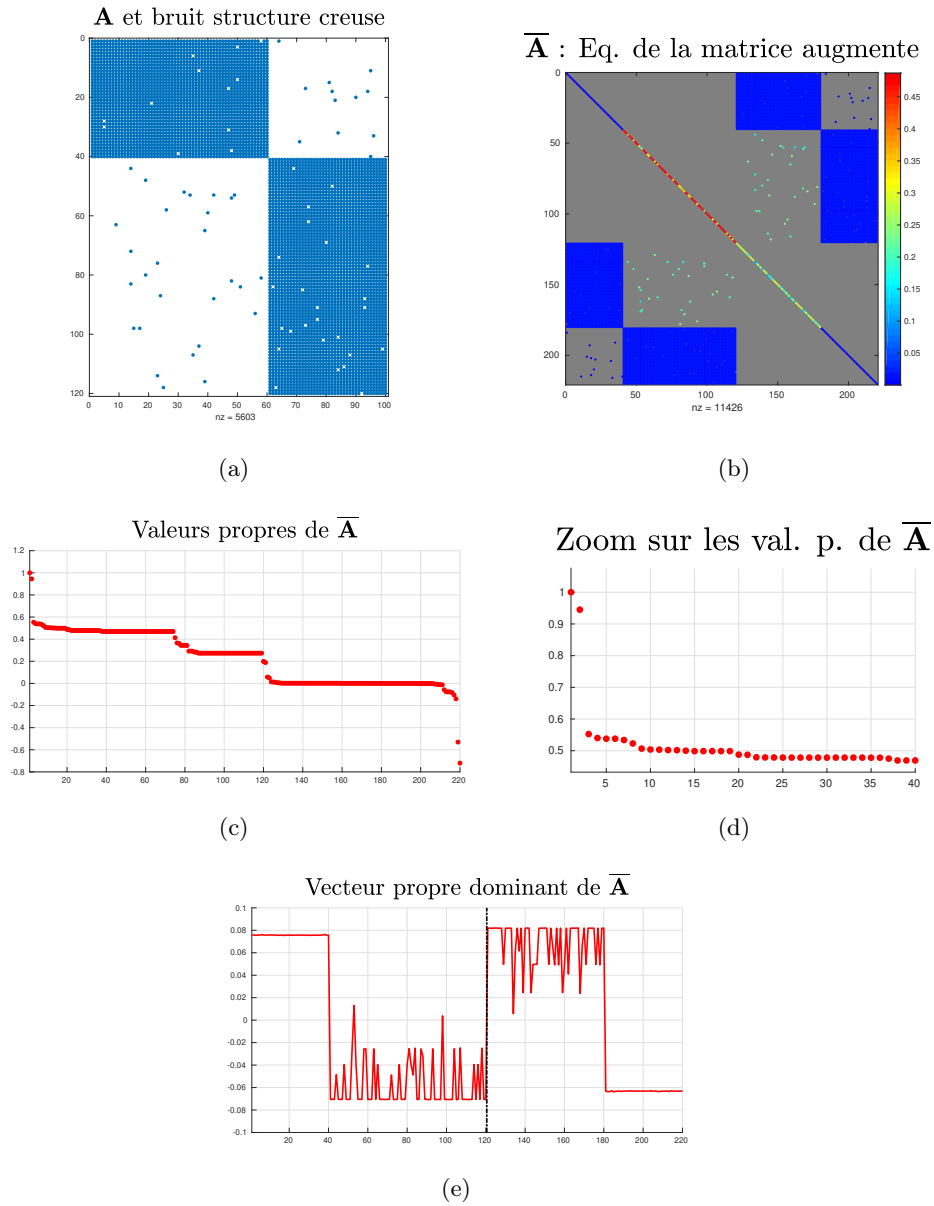 A et bruit structure creuse
0
20
40
60
80
100
120
0 10 20 30 40 50 60 70 80 90 100
nz = 5603
(a)
A : Eq. de la matrice augmente
0
50
100
150
200
0 50 100 150 200
nz = 11426
0.45
0.4
0.35
0.3
0.25
0.2
0.15
0.1
0.05
(b)
Valeurs propres de A
1.2
1
0.8
0.6
0.4
0.2
0
-0.2
-0.4
-0.6
-0.8
20 40 60 80 100 120 140 160 180 200 220
(c)
Zoom sur les val. p. de A
1
0.9
0.8
0.7
0.6
0.5
5 10 15 20 25 30 35 40
(d)
Vecteur propre dominant de A
0.1
0.08
0.06
0.04
0.02
0
-0.02
-0.04
-0.06
-0.08
-0.1
20 40 60 80 100 120 140 160 180 200 220
(e)